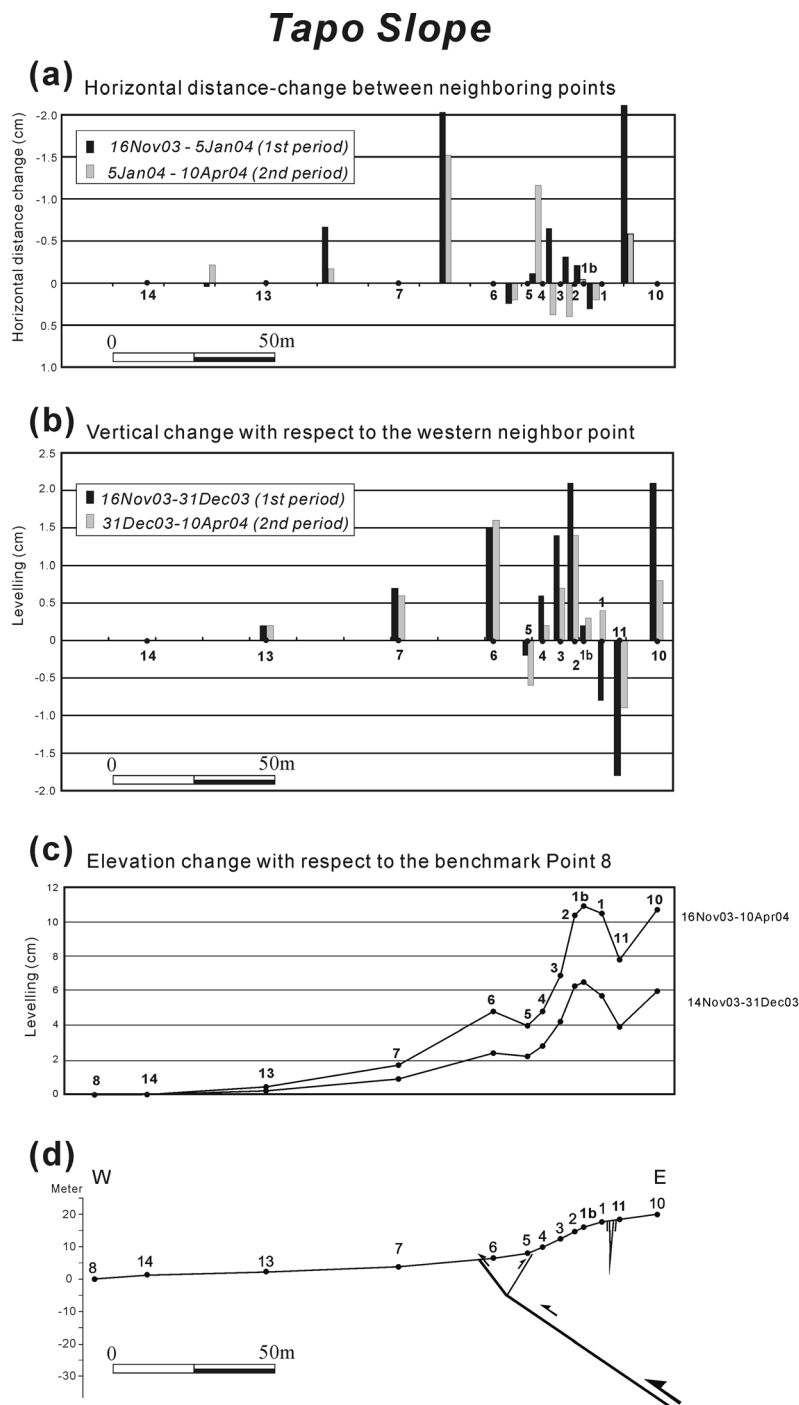 Tapo Slope
(a) Horizontal distance-change between neighboring points
Horizontal distance change (cm)
-2.0
-1.5
-1.0
-0.5
0
0.5
1.0
16Nov03 - 5Jan04 (1st period)
5Jan04 - 10Apr04 (2nd period)
1b
14 13 7 6 5 4 3 2 1 10
0 50m
(b) Vertical change with respect to the western neighbor point
Levelling (cm)
2.5
2.0
1.5
1.0
0.5
0
-0.5
-1.0
-1.5
-2.0
16Nov03-31Dec03 (1st period)
31Dec03-10Apr04 (2nd period)
1
5 11
14 13 7 6 4 3 2 1b 10
0 50m
(c) Elevation change with respect to the benchmark Point 8
Levelling (cm)
12
10
8
6
4
2
0
8 14 13 7 6 5 4 3 2 1b 1 11 10
16Nov03-10Apr04
14Nov03-31Dec03
(d)
W E
Meter
20
10
0
-10
-20
-30
8 14 13 7 6 5 4 3 2 1b 1 11 10
0 50m